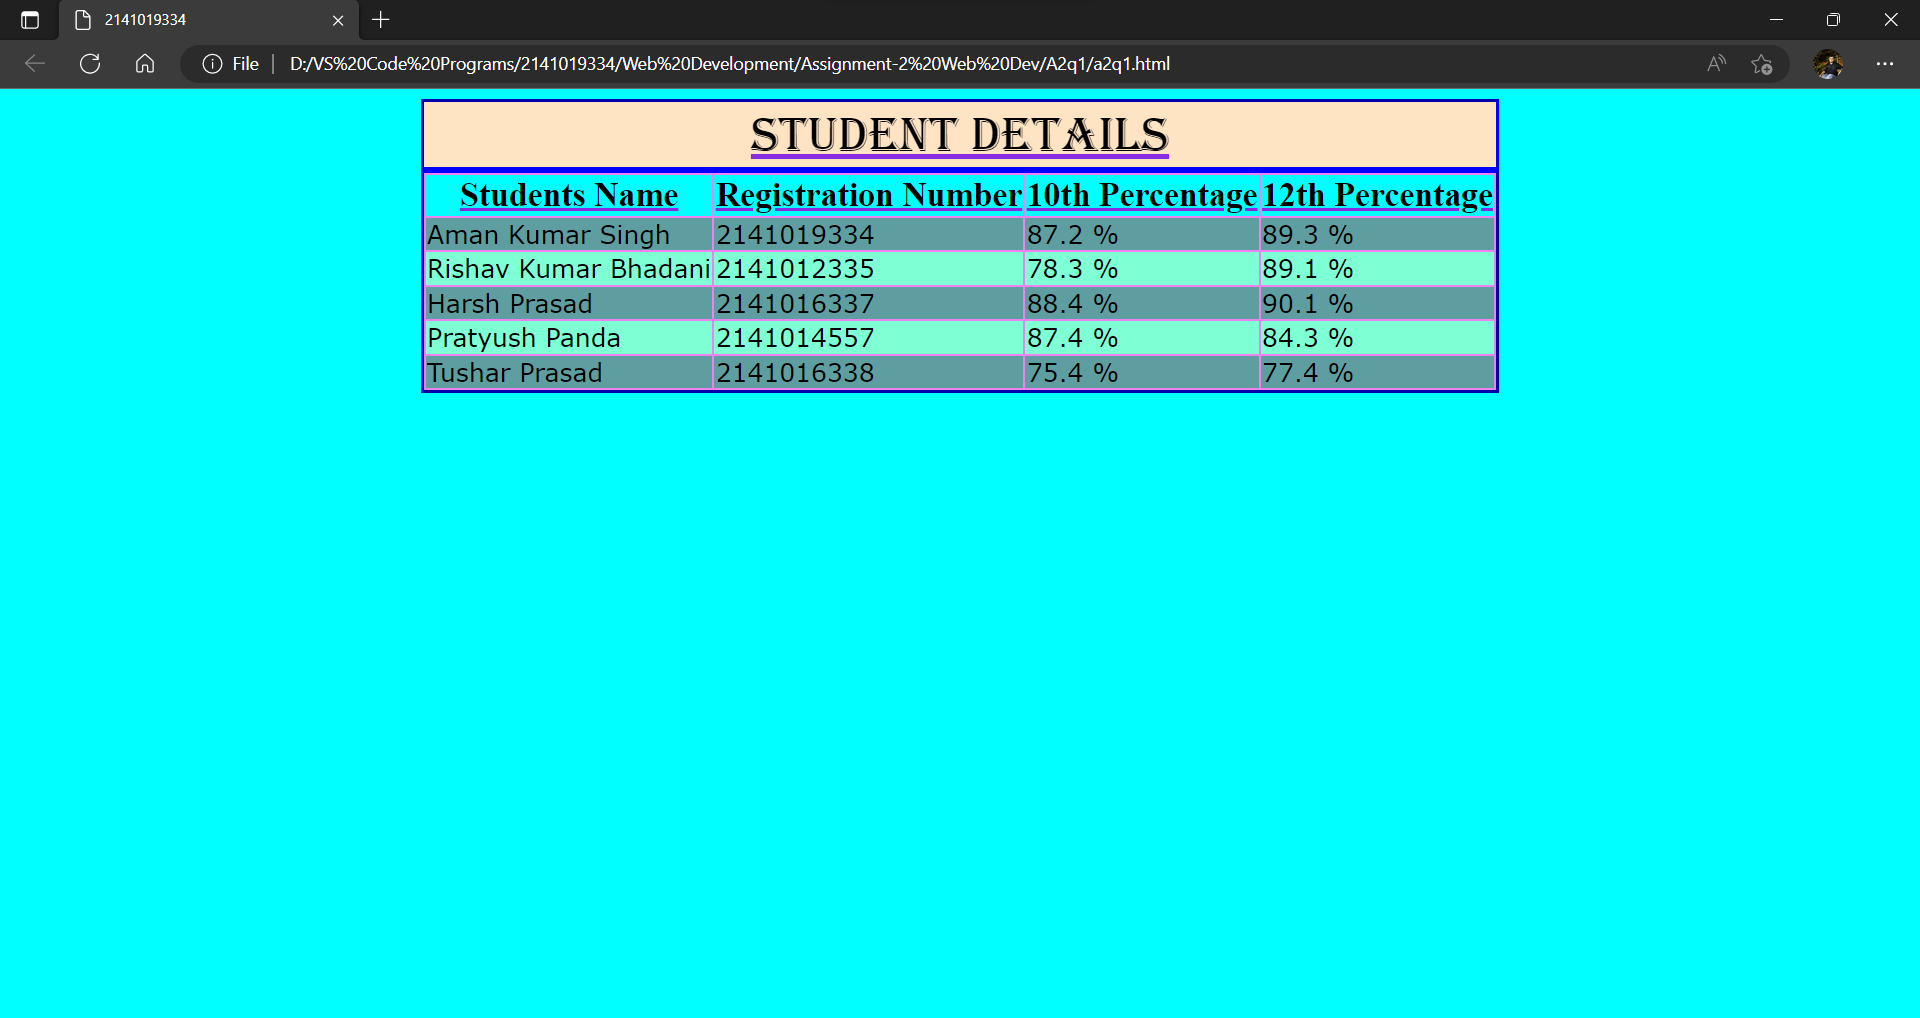 2141019334
File D:/VS%20Code%20Programs/2141019334/Web%20Development/Assignment-2%20Web%20Dev/A2q1/a2q1.html
STUDENT DETAILS
Students Name Registration Number 10th Percentage 12th Percentage
Aman Kumar Singh 2141019334 87.2 % 89.3 %
Rishav Kumar Bhadani 2141012335 78.3 % 89.1 %
Harsh Prasad 2141016337 88.4 % 90.1 %
Pratyush Panda 2141014557 87.4 % 84.3 %
Tushar Prasad 2141016338 75.4 % 77.4 %